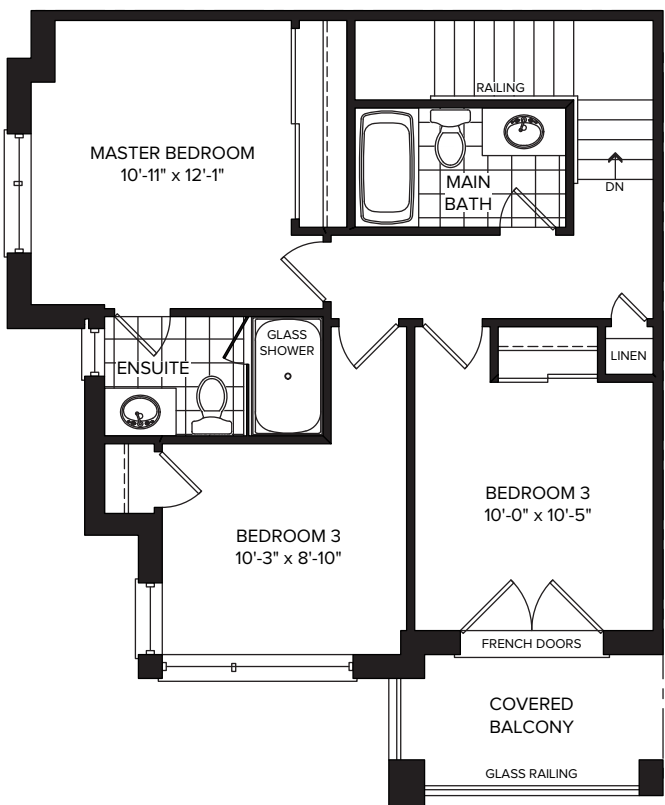 RAILING
MASTER BEDROOM
10'-11" x 12'-1"
MAIN
BATH
DN
GLASS
SHOWER
LINEN
ENSUITE
BEDROOM 3
10'-0" x 10'-5"
BEDROOM 3
10'-3" x 8'-10"
FRENCH DOORS
COVERED
BALCONY
GLASS RAILING